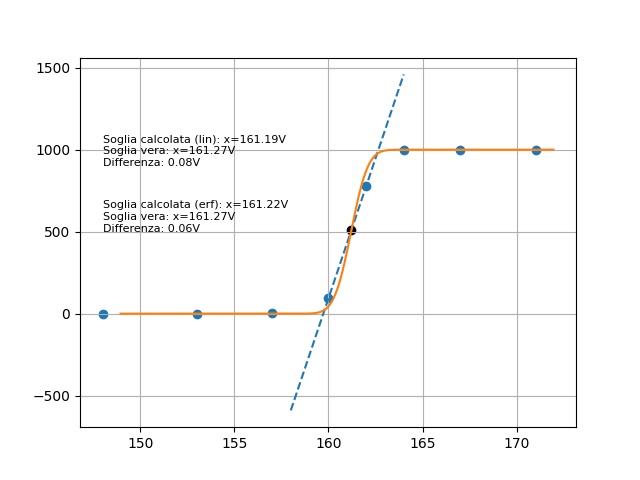 1500
1000
500
0
−500
Soglia calcolata (lin): x=161.19V
Soglia vera: x=161.27V
Differenza: 0.08V
Soglia calcolata (erf): x=161.22V
Soglia vera: x=161.27V
Differenza: 0.06V
150
155
160
165
170